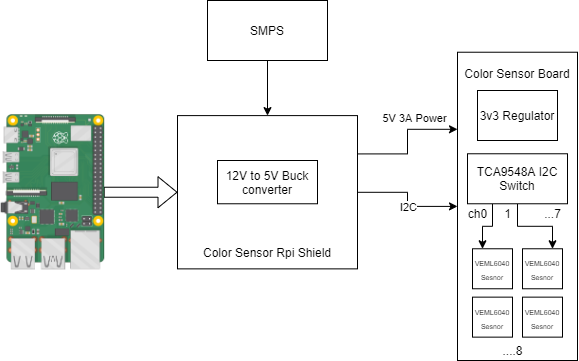 SMPS
Color Sensor Board
5V 3A Power
3v3 Regulator
12V to 5V Buck
converter
TCA9548A I2C
Switch
I2C
ch0 1 ...7
Color Sensor Rpi Shield
VEML6040
Sesnor
VEML6040
Sesnor
VEML6040
Sesnor
VEML6040
Sesnor
....8